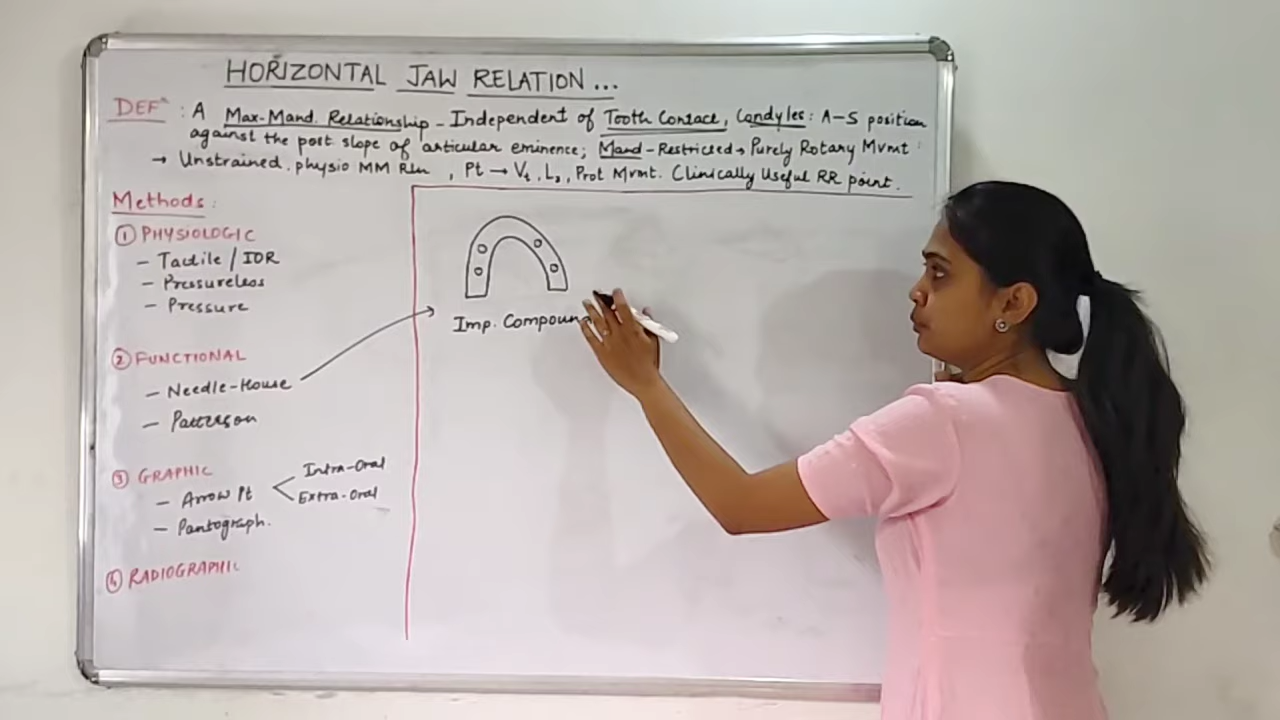 HORIZONTAL JAW RELATION...
DEFⁿ : A Max-Mand. Relationship - Independent of Tooth Contact, Condyles: A-S position
against the post slope of articular eminence; Mand - Restricted → Purely Rotary Mvmt
→ Unstrained. physio MM Rln , Pt → Vt, Ls, Prot Mvmt. Clinically Useful RR point.
Methods:
① PHYSIOLOGIC
- Tactile / IOR
- Pressureless
- Pressure
② FUNCTIONAL
- Needle-House
- Patterson
③ GRAPHIC
- Arrow Pt
Intra-Oral
Extra-Oral
- Pantograph.
④ RADIOGRAPHIC
Imp. Compoun